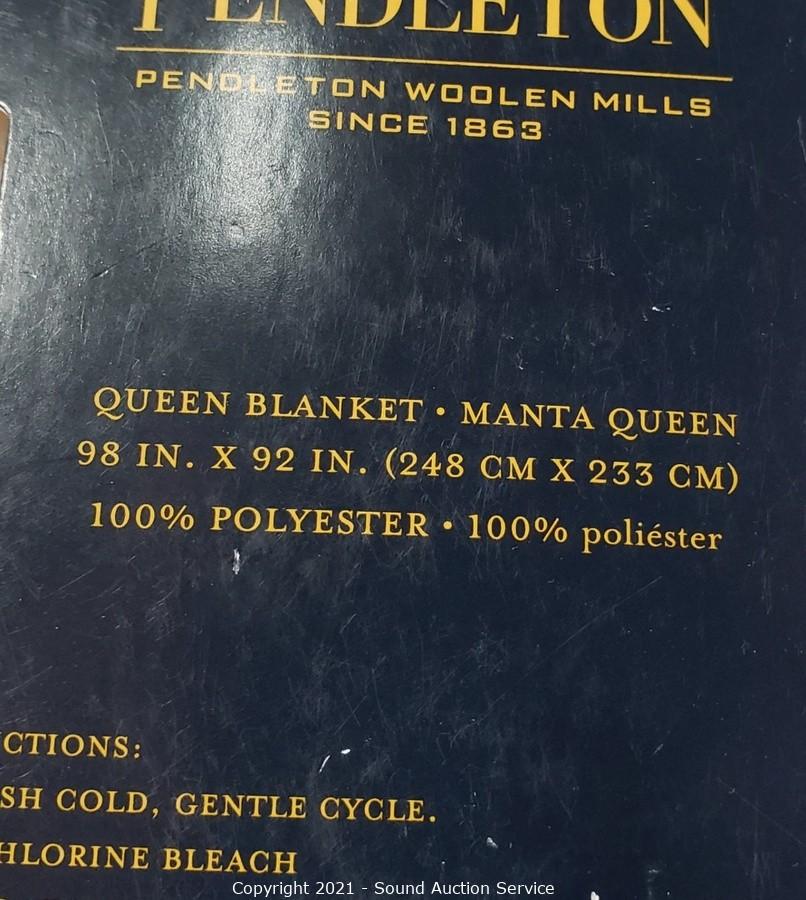 PENDLETON
PENDLETON WOOLEN MILLS
SINCE 1863
QUEEN BLANKET • MANTA QUEEN
98 IN. X 92 IN. (248 CM X 233 CM)
100% POLYESTER • 100% poliéster
CTIONS:
SH COLD, GENTLE CYCLE.
HLORINE BLEACH
Copyright 2021 - Sound Auction Service